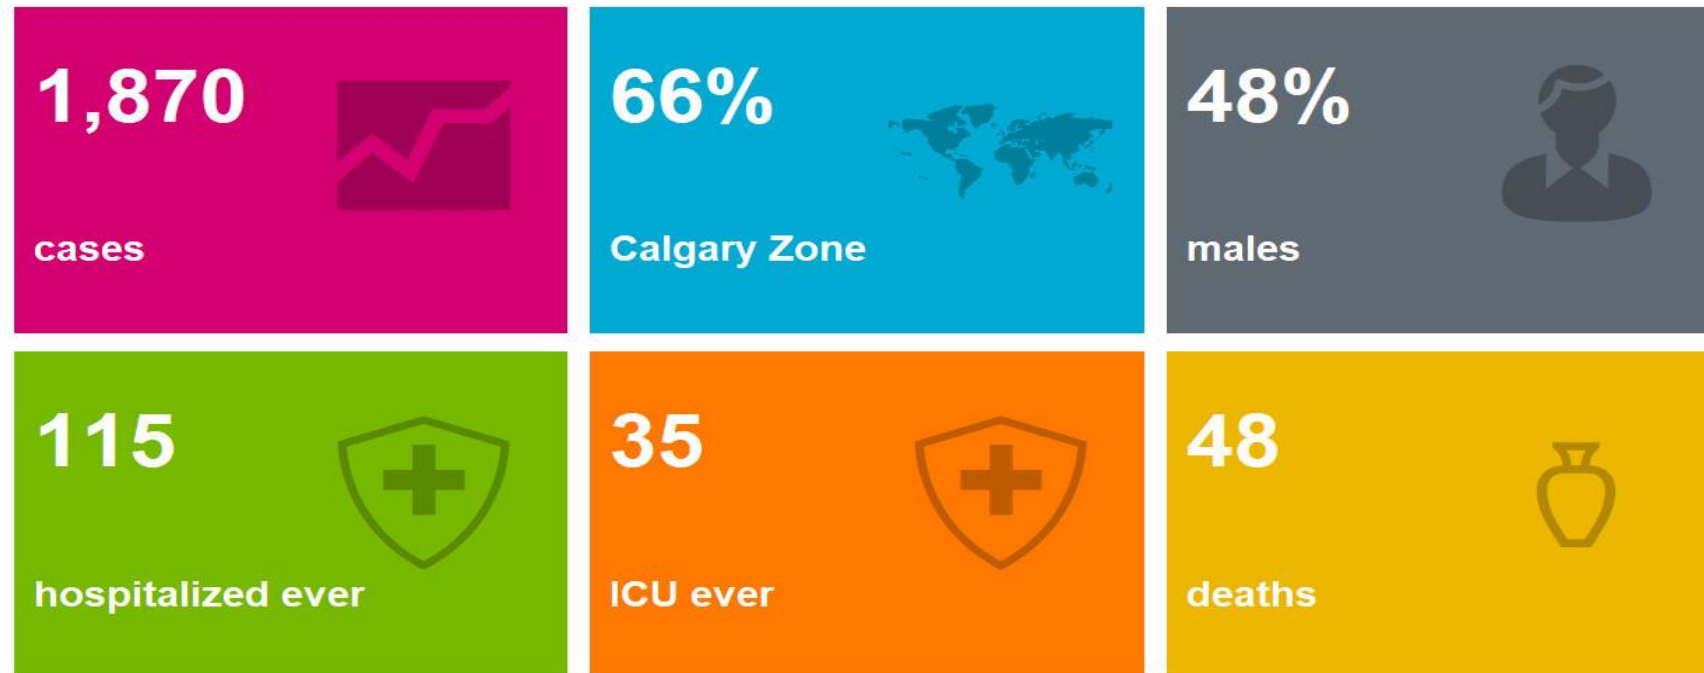 1,870
cases
66%
Calgary Zone
48%
males
115
hospitalized ever
35
ICU ever
48
deaths